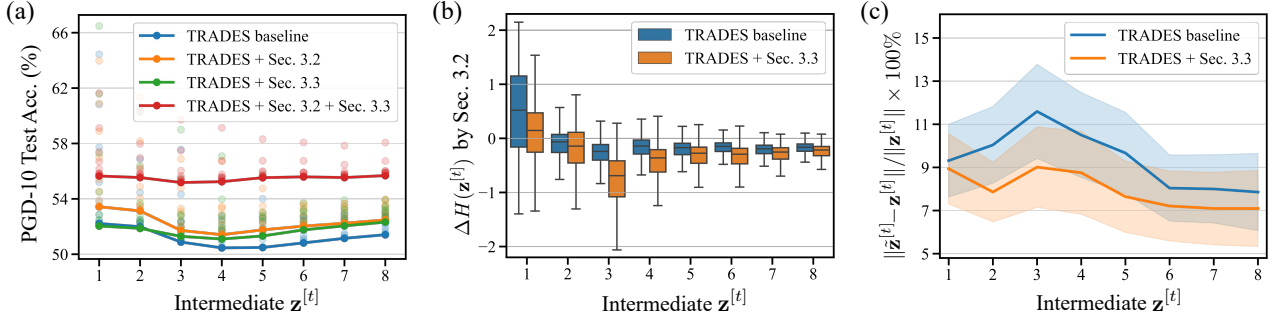 (a)
PGD-10 Test Acc. (%)
66
62
58
54
50
TRADES baseline
TRADES + Sec. 3.2
TRADES + Sec. 3.3
TRADES + Sec. 3.2 + Sec. 3.3
1 2 3 4 5 6 7 8
Intermediate z^[t]
(b)
ΔH(z^[t]) by Sec. 3.2
2
1
0
−1
−2
TRADES baseline
TRADES + Sec. 3.3
1 2 3 4 5 6 7 8
Intermediate z^[t]
(c)
||z̃^[t]−z^[t]||/||z^[t]|| × 100%
15
13
11
9
7
5
TRADES baseline
TRADES + Sec. 3.3
1 2 3 4 5 6 7 8
Intermediate z^[t]